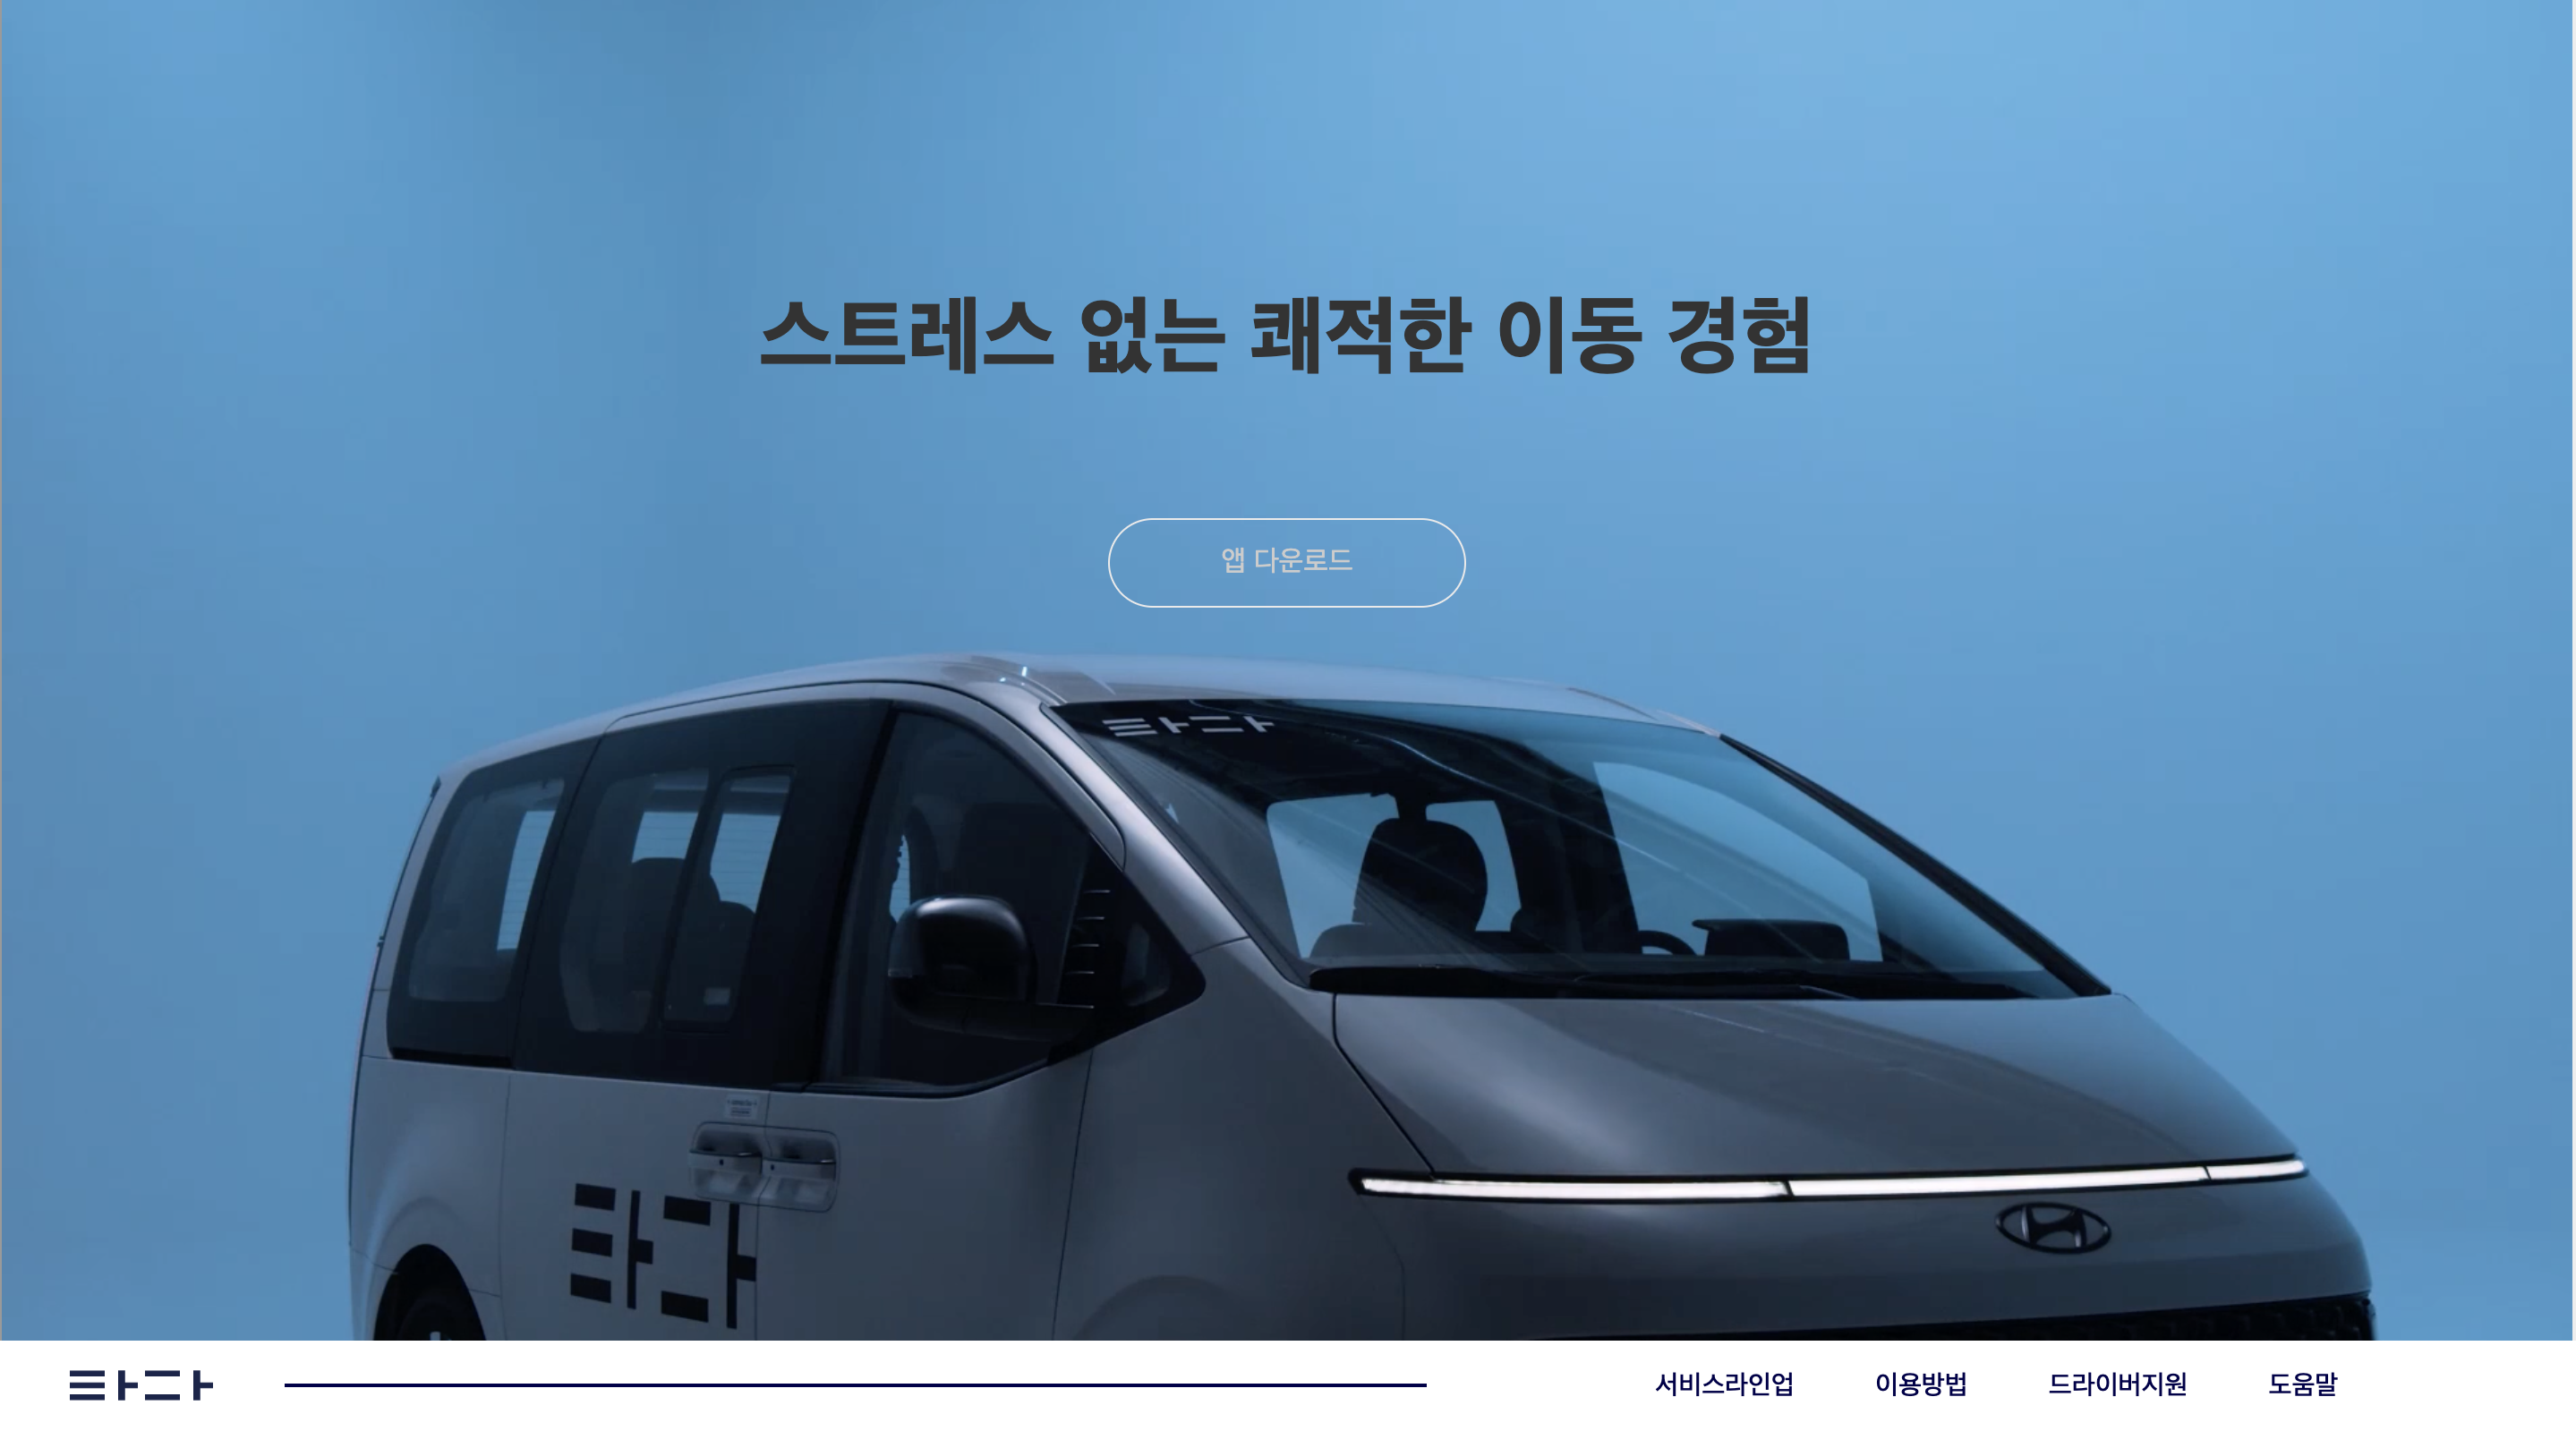 스트레스 없는 쾌적한 이동 경험
앱 다운로드
타다
타다
타다
서비스라인업
이용방법
드라이버지원
도움말